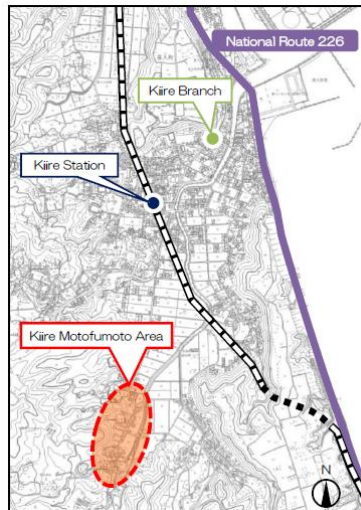 National Route 226
Kiire Branch
Kiire Station
Kiire Motofumoto Area
N